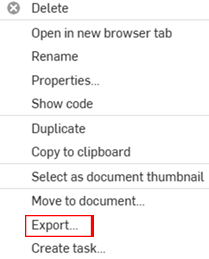 Delete
Open in new browser tab
Rename
Properties...
Show code
Duplicate
Copy to clipboard
Select as document thumbnail
Move to document...
Export...
Create task...